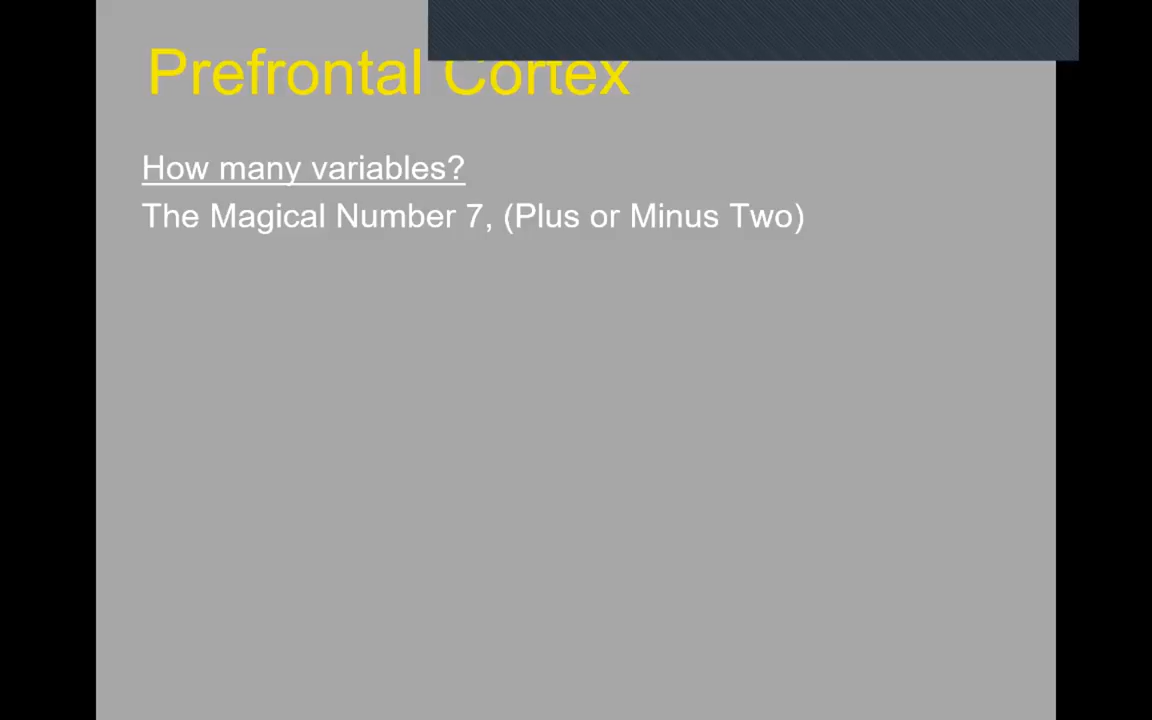 Prefrontal Cortex
How many variables?
The Magical Number 7, (Plus or Minus Two)